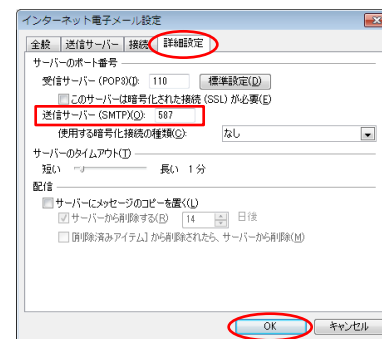 インターネット電子メール設定
全般 送信サーバー 接続 詳細設定
サーバーのポート番号
受信サーバー (POP3)(I): 110 標準設定(D)
このサーバーは暗号化された接続 (SSL) が必要(E)
送信サーバー (SMTP)(O): 587
使用する暗号化接続の種類(C): なし
サーバーのタイムアウト(T)
短い 長い 1 分
配信
サーバーにメッセージのコピーを置く(L)
サーバーから削除する(R) 14 日後
[削除済みアイテム] から削除されたら、サーバーから削除(M)
OK キャンセル